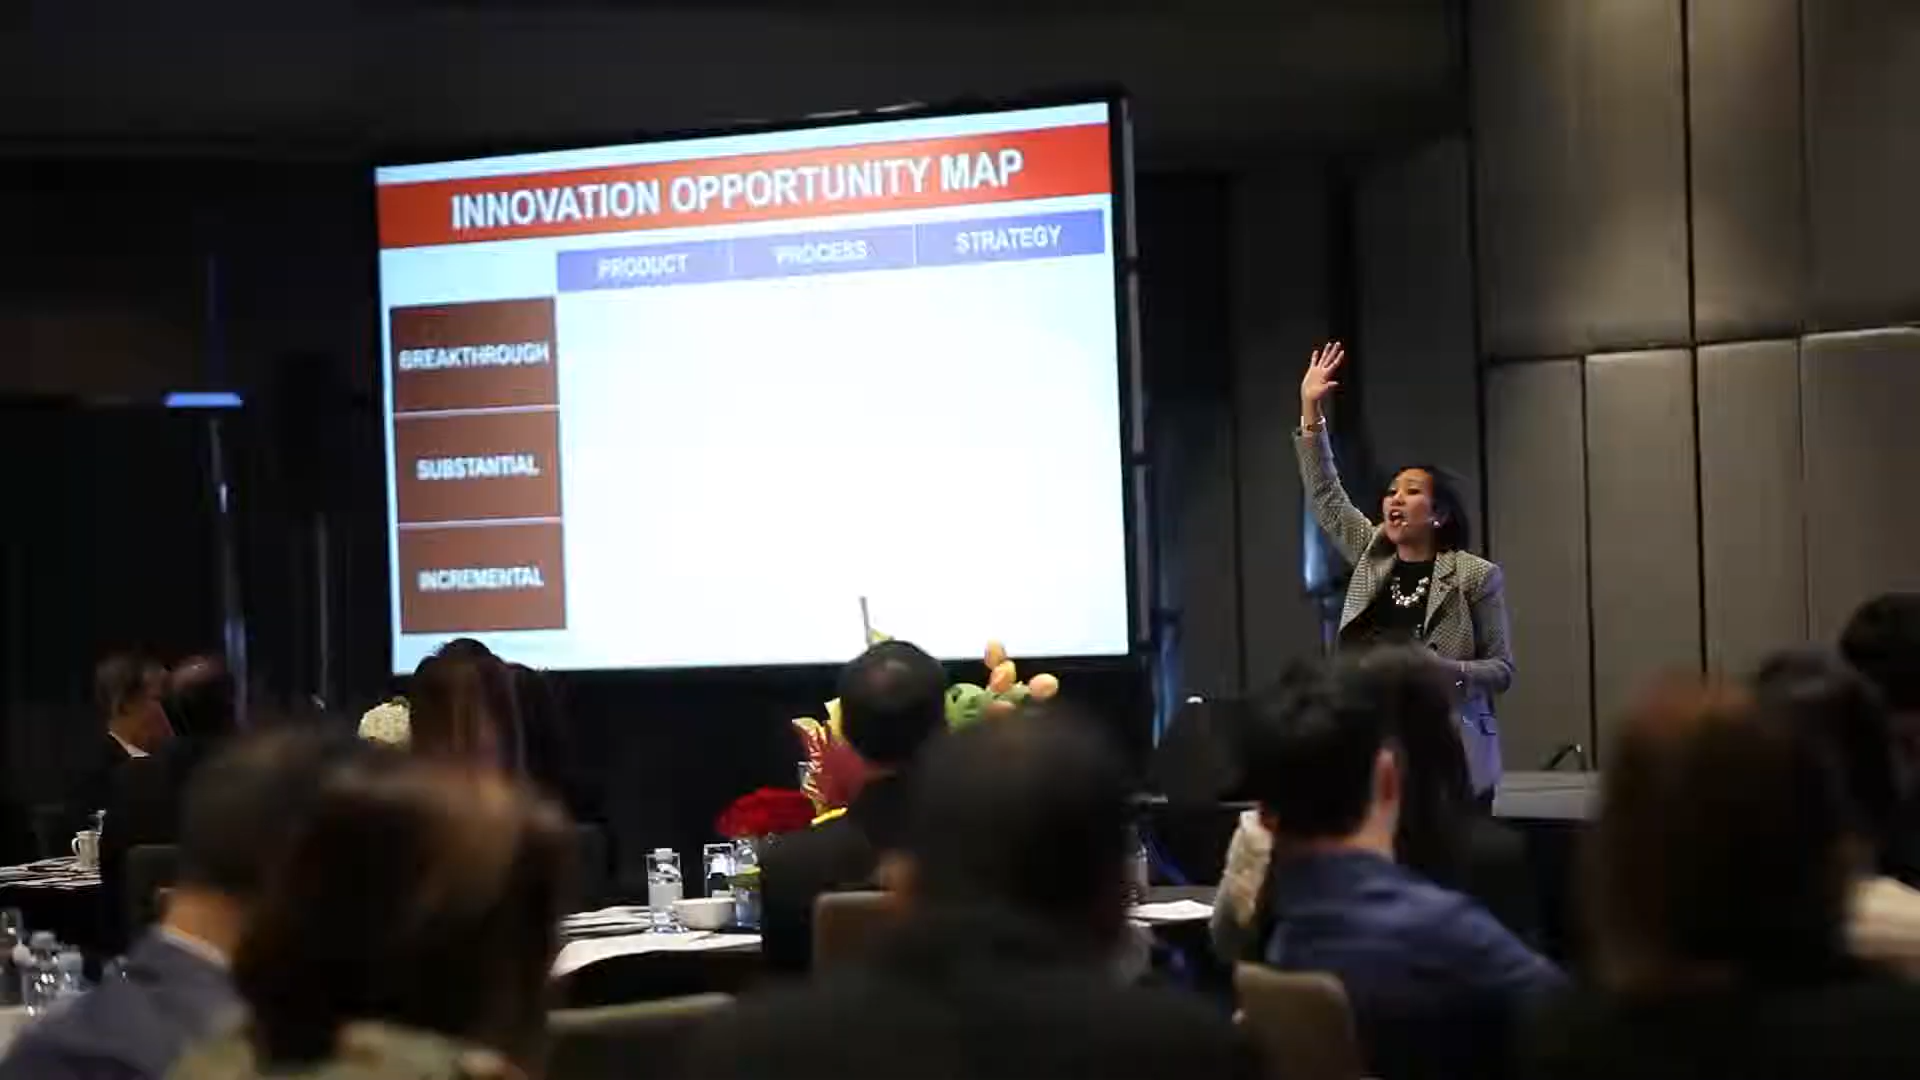 INNOVATION OPPORTUNITY MAP
PRODUCT PROCESS STRATEGY
BREAKTHROUGH
SUBSTANTIAL
INCREMENTAL